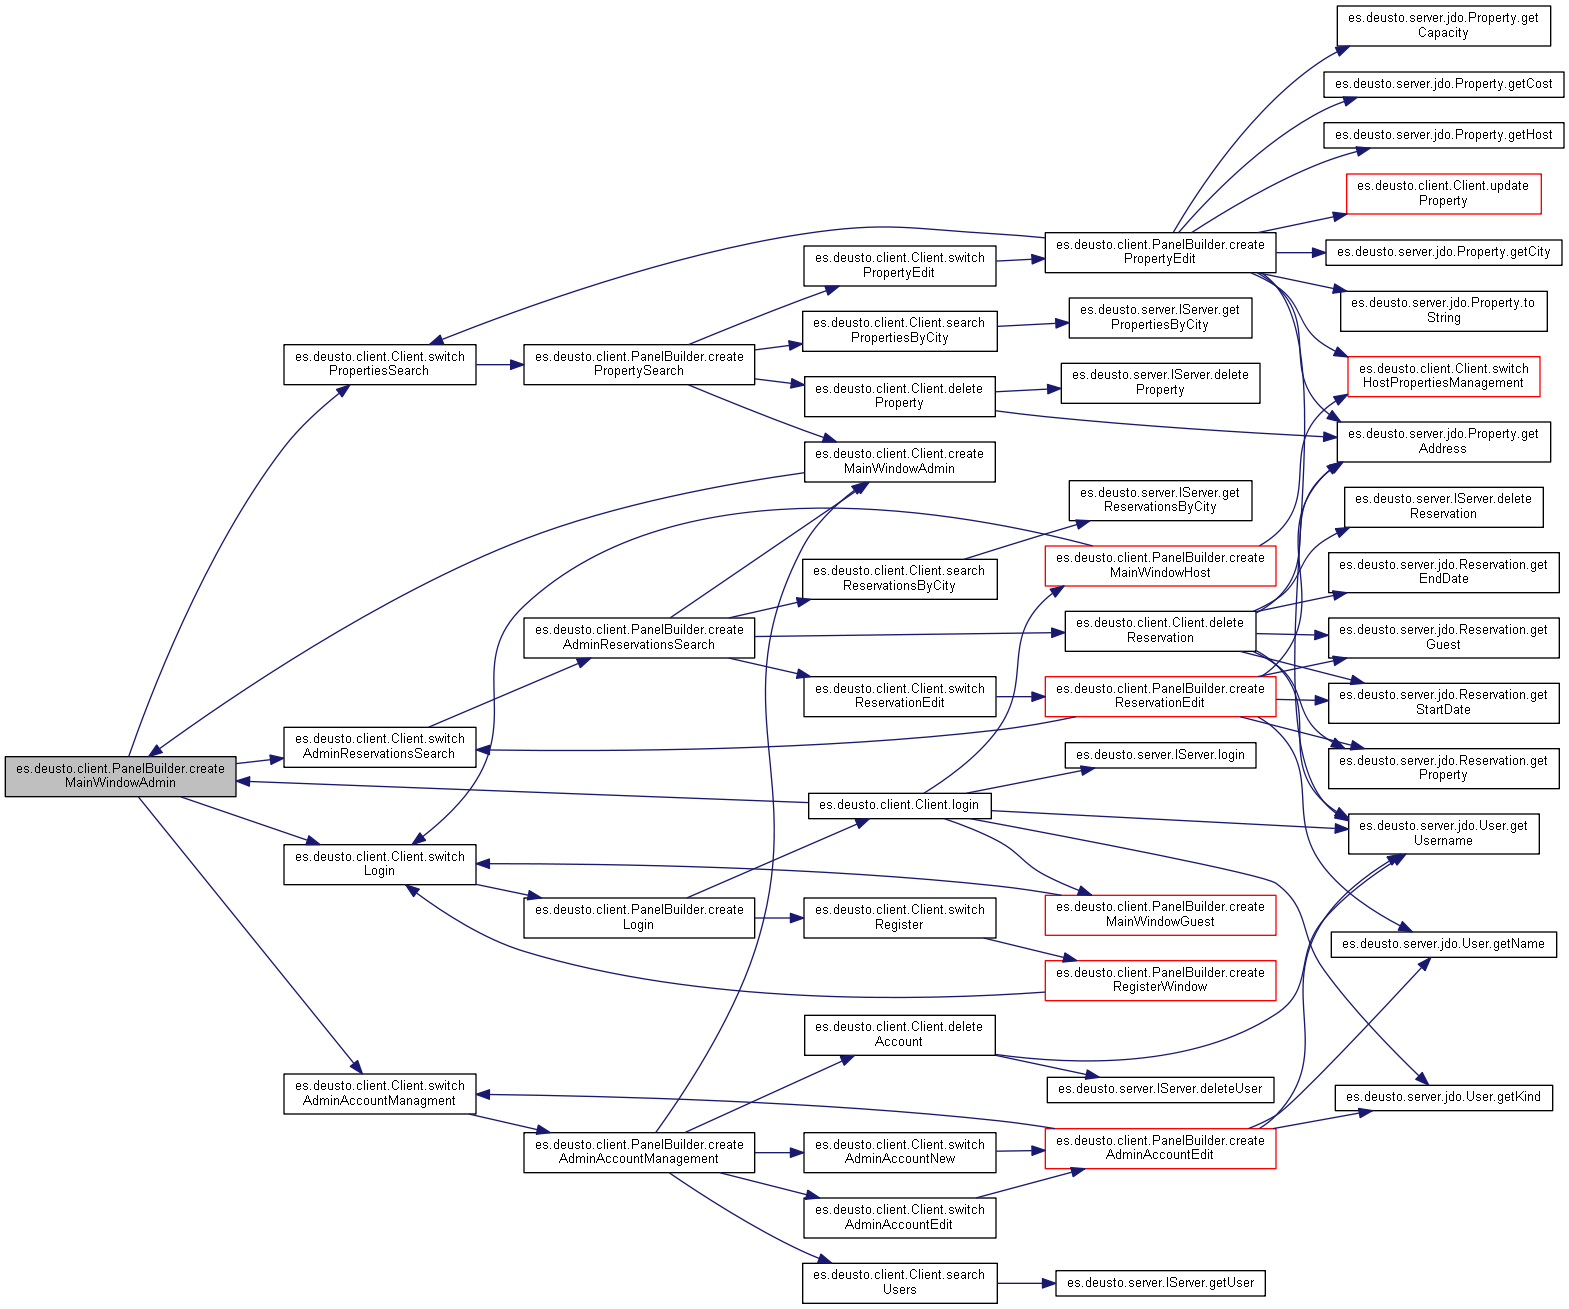 es.deusto.client.PanelBuilder.create
MainWindowAdmin
es.deusto.client.Client.switch
PropertiesSearch
es.deusto.client.Client.switch
AdminReservationsSearch
es.deusto.client.Client.switch
Login
es.deusto.client.Client.switch
AdminAccountManagment
es.deusto.client.PanelBuilder.create
PropertySearch
es.deusto.client.PanelBuilder.create
AdminReservationsSearch
es.deusto.client.PanelBuilder.create
Login
es.deusto.client.PanelBuilder.create
AdminAccountManagement
es.deusto.client.Client.switch
PropertyEdit
es.deusto.client.Client.search
PropertiesByCity
es.deusto.client.Client.delete
Property
es.deusto.client.Client.create
MainWindowAdmin
es.deusto.client.Client.search
ReservationsByCity
es.deusto.client.Client.switch
ReservationEdit
es.deusto.client.Client.login
es.deusto.client.Client.switch
Register
es.deusto.client.Client.delete
Account
es.deusto.client.Client.switch
AdminAccountNew
es.deusto.client.Client.switch
AdminAccountEdit
es.deusto.client.Client.search
Users
es.deusto.client.PanelBuilder.create
PropertyEdit
es.deusto.server.IServer.get
PropertiesByCity
es.deusto.server.IServer.delete
Property
es.deusto.server.IServer.get
ReservationsByCity
es.deusto.client.PanelBuilder.create
MainWindowHost
es.deusto.client.Client.delete
Reservation
es.deusto.client.PanelBuilder.create
ReservationEdit
es.deusto.server.IServer.login
es.deusto.client.PanelBuilder.create
MainWindowGuest
es.deusto.client.PanelBuilder.create
RegisterWindow
es.deusto.server.IServer.deleteUser
es.deusto.client.PanelBuilder.create
AdminAccountEdit
es.deusto.server.IServer.getUser
es.deusto.server.jdo.Property.get
Capacity
es.deusto.server.jdo.Property.getCost
es.deusto.server.jdo.Property.getHost
es.deusto.client.Client.update
Property
es.deusto.server.jdo.Property.getCity
es.deusto.server.jdo.Property.to
String
es.deusto.client.Client.switch
HostPropertiesManagement
es.deusto.server.jdo.Property.get
Address
es.deusto.server.IServer.delete
Reservation
es.deusto.server.jdo.Reservation.get
EndDate
es.deusto.server.jdo.Reservation.get
Guest
es.deusto.server.jdo.Reservation.get
StartDate
es.deusto.server.jdo.Reservation.get
Property
es.deusto.server.jdo.User.get
Username
es.deusto.server.jdo.User.getName
es.deusto.server.jdo.User.getKind